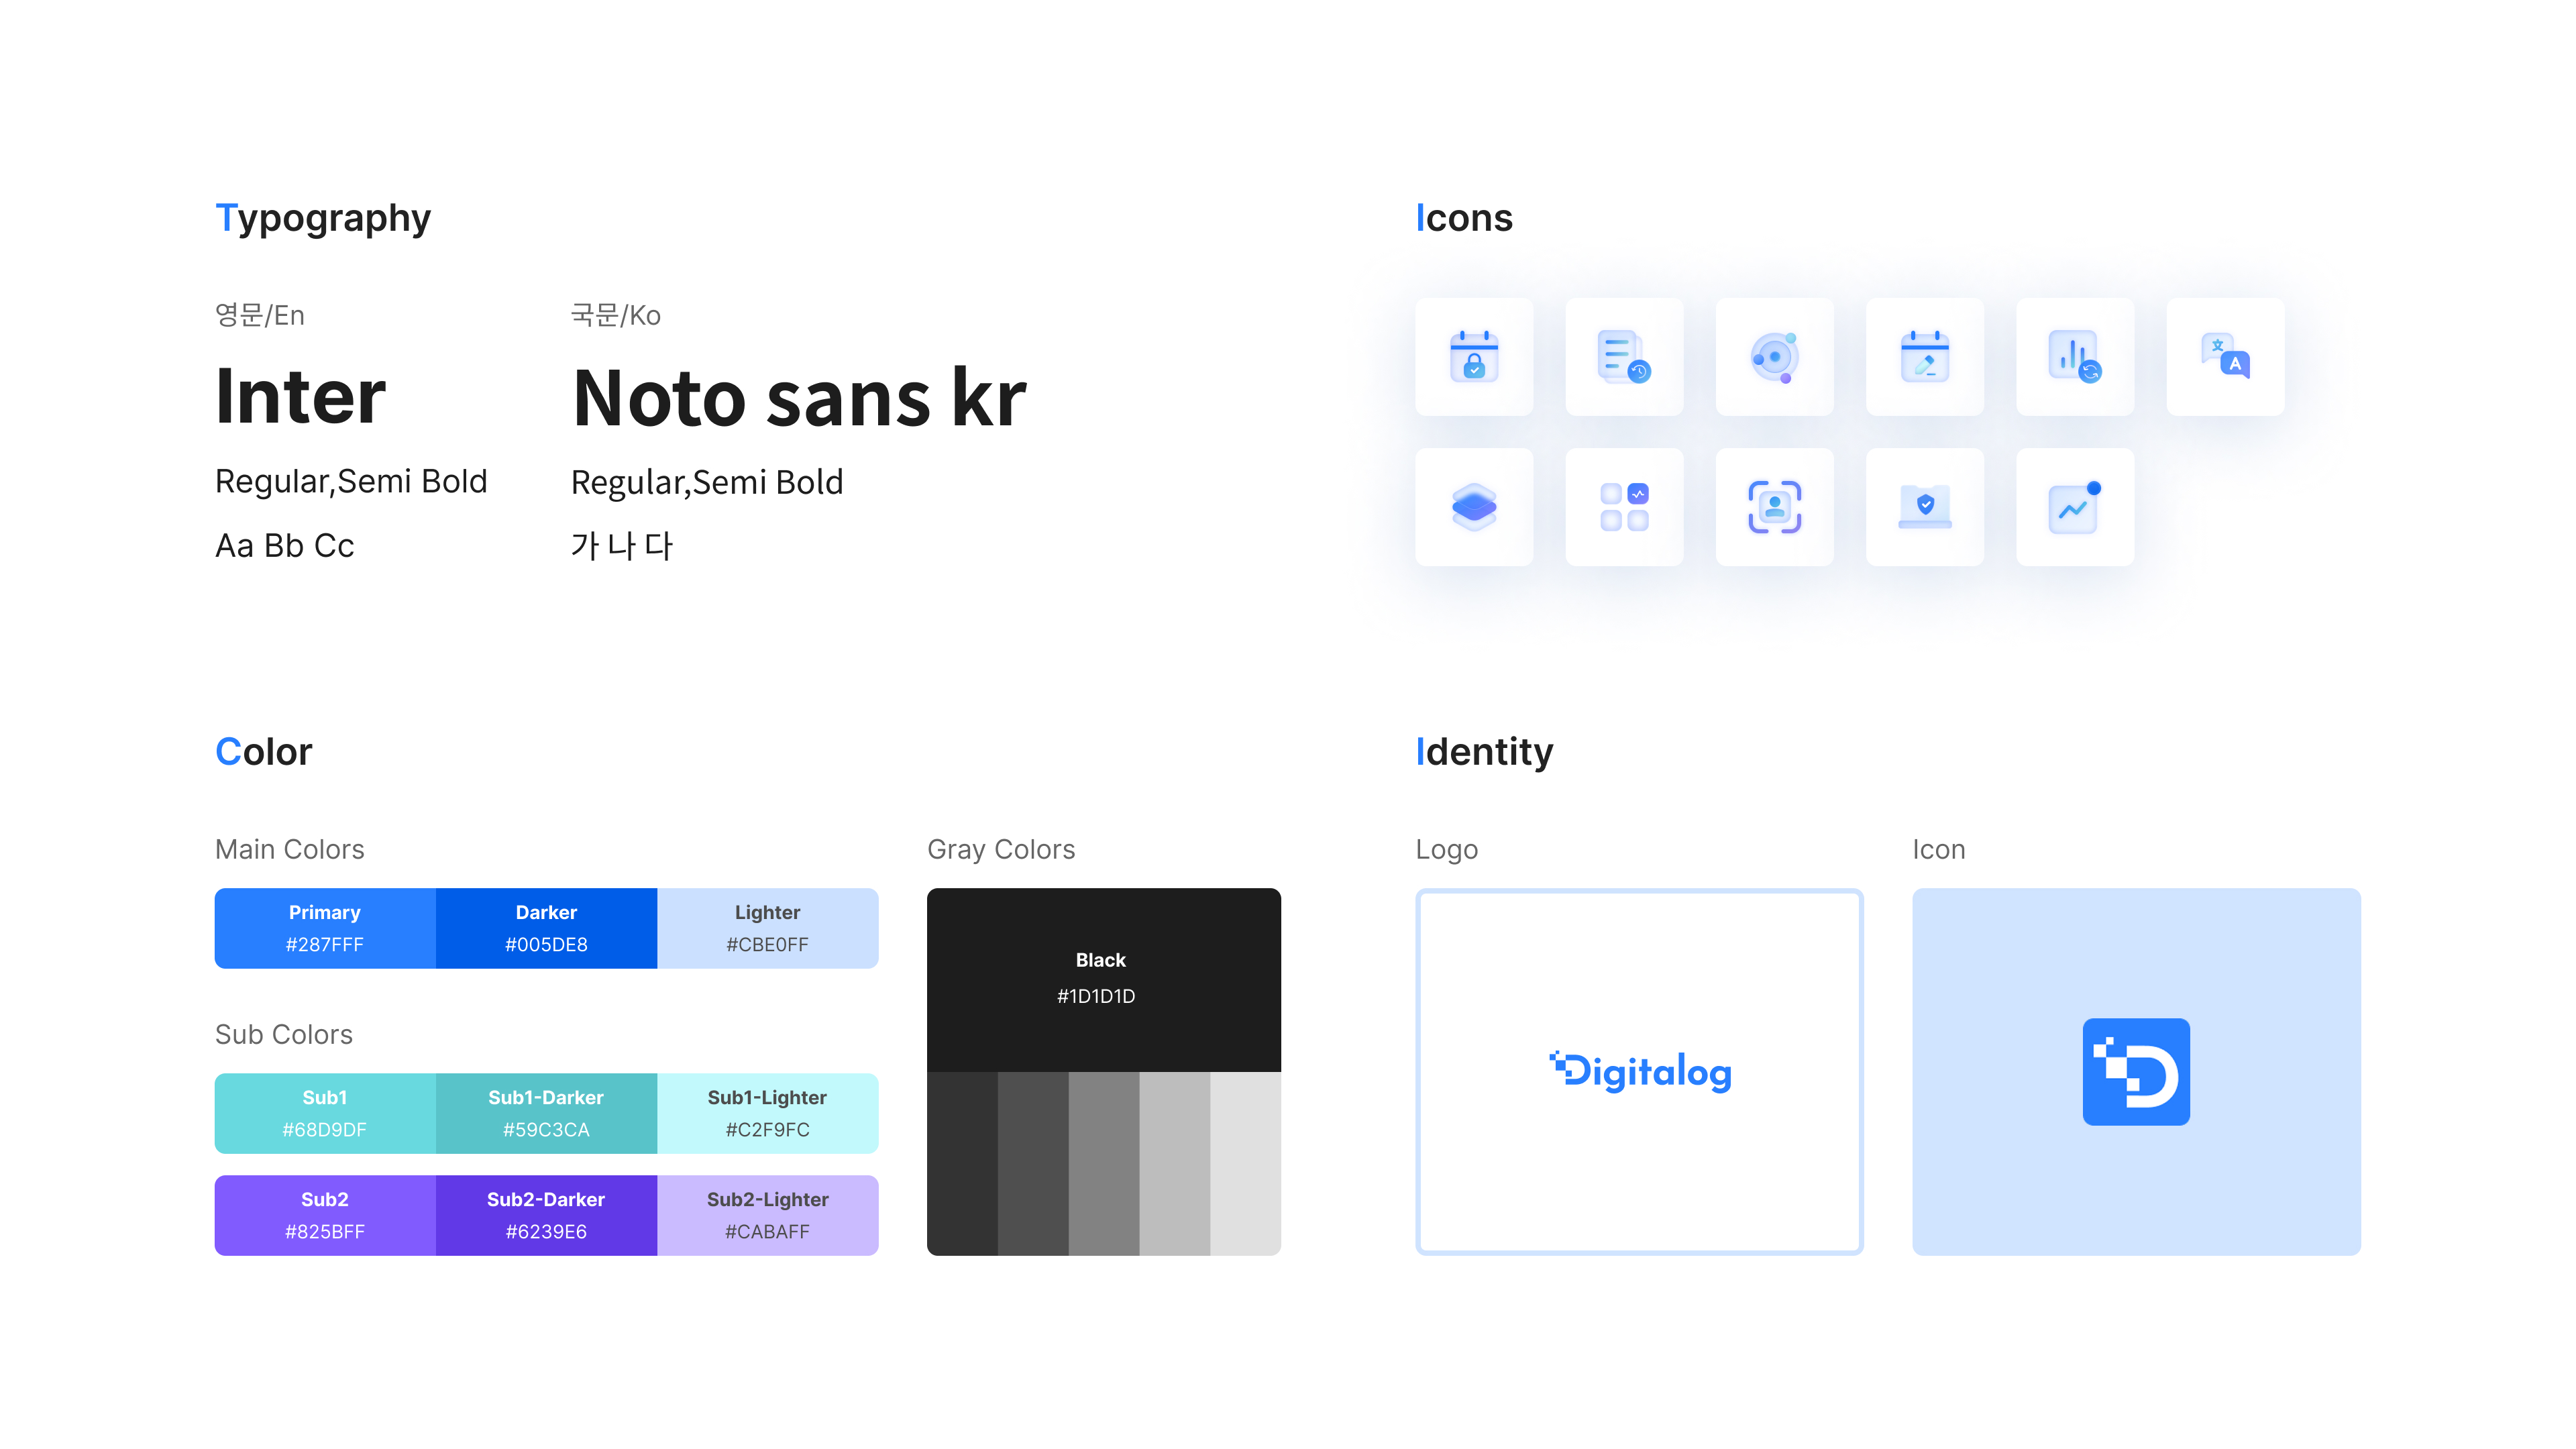 Typography
영문/En
Inter
Regular,Semi Bold
Aa Bb Cc
국문/Ko
Noto sans kr
Regular,Semi Bold
가 나 다
Icons
文
A
Color
Main Colors
Primary
#287FFF
Darker
#005DE8
Lighter
#CBE0FF
Sub Colors
Sub1
#68D9DF
Sub1-Darker
#59C3CA
Sub1-Lighter
#C2F9FC
Sub2
#825BFF
Sub2-Darker
#6239E6
Sub2-Lighter
#CABAFF
Gray Colors
Black
#1D1D1D
Identity
Logo
Digitalog
Icon
D